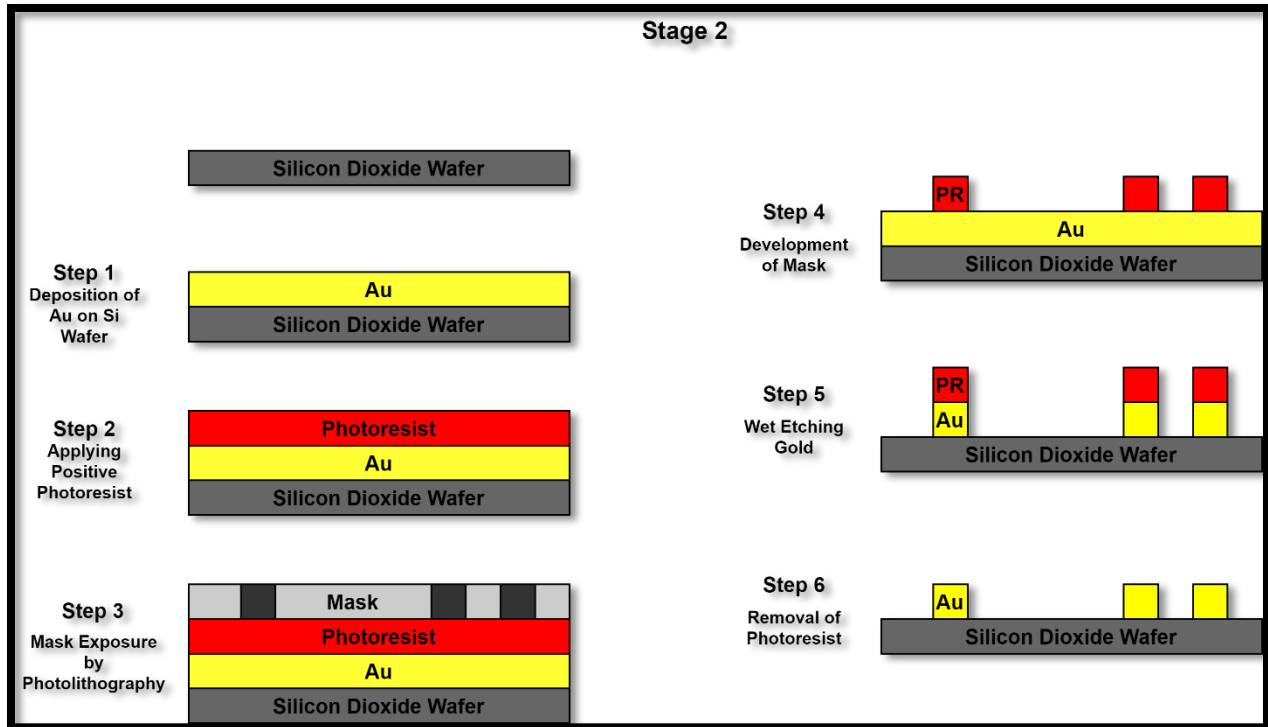 Stage 2
Silicon Dioxide Wafer
Step 1
Deposition of
Au on Si
Wafer
Au
Silicon Dioxide Wafer
Step 2
Applying
Positive
Photoresist
Photoresist
Au
Silicon Dioxide Wafer
Step 3
Mask Exposure
by
Photolithography
Mask
Photoresist
Au
Silicon Dioxide Wafer
Step 4
Development
of Mask
PR
Au
Silicon Dioxide Wafer
Step 5
Wet Etching
Gold
PR
Au
Silicon Dioxide Wafer
Step 6
Removal of
Photoresist
Au
Silicon Dioxide Wafer